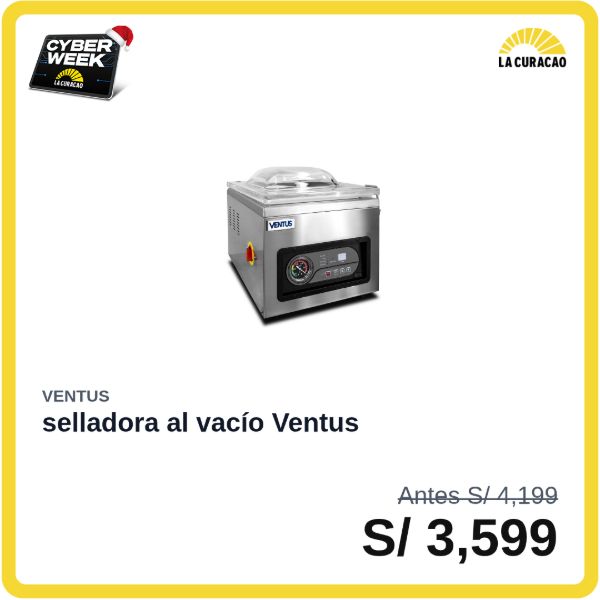 CYBER
WEEK
LA CURACAO
LA CURACAO
VENTUS
VENTUS
selladora al vacío Ventus
Antes S/ 4,199
S/ 3,599